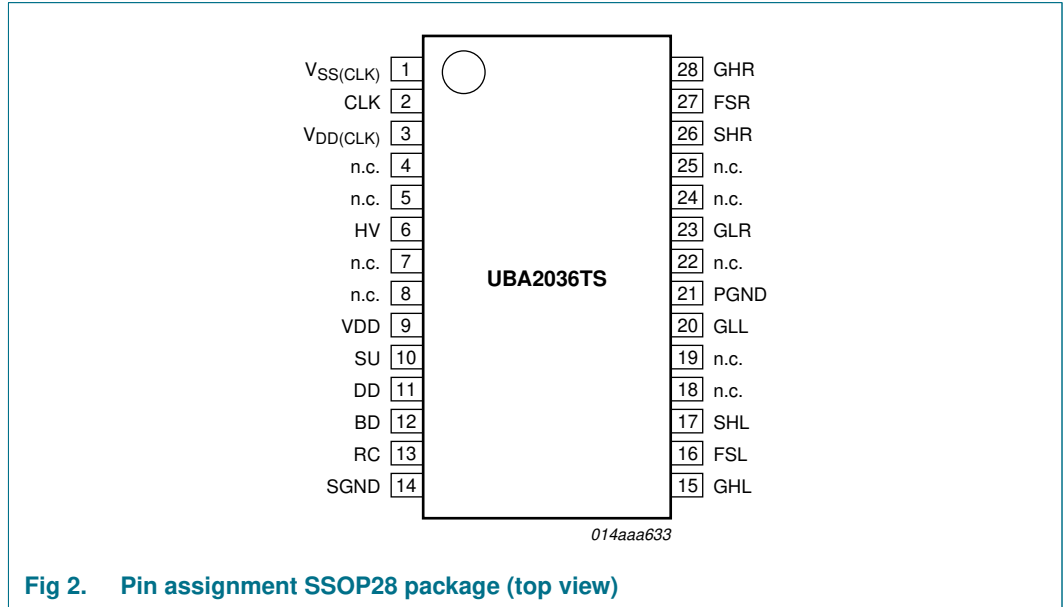 VSS(CLK) 1
CLK 2
VDD(CLK) 3
n.c. 4
n.c. 5
HV 6
n.c. 7
n.c. 8
VDD 9
SU 10
DD 11
BD 12
RC 13
SGND 14
UBA2036TS
28 GHR
27 FSR
26 SHR
25 n.c.
24 n.c.
23 GLR
22 n.c.
21 PGND
20 GLL
19 n.c.
18 n.c.
17 SHL
16 FSL
15 GHL
014aaa633
Fig 2. Pin assignment SSOP28 package (top view)